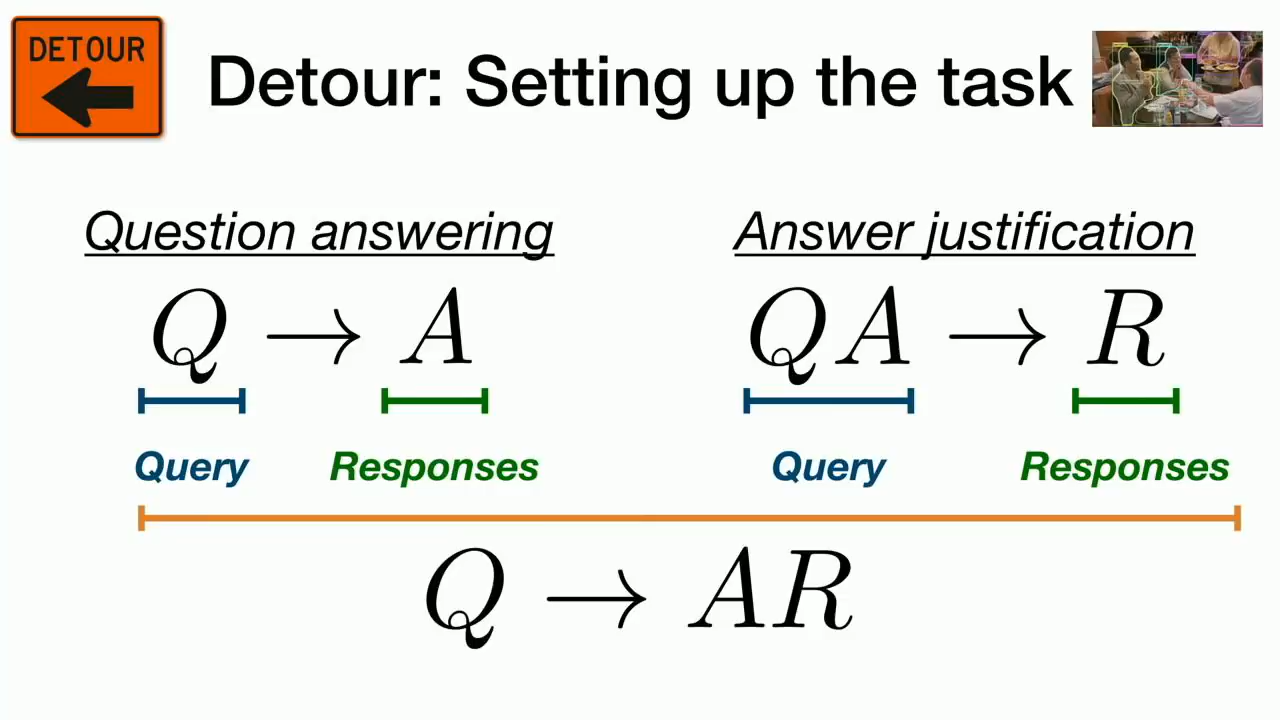 DETOUR
Detour: Setting up the task
Question answering
Answer justification
Q → A
QA → R
Query
Responses
Query
Responses
Q → AR